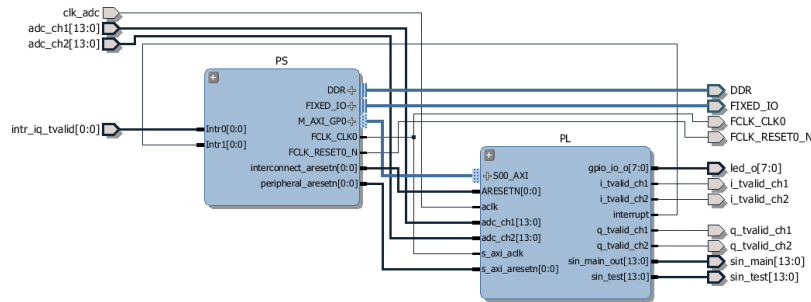 clk_adc
adc_ch1[13:0]
adc_ch2[13:0]
intr_iq_tvalid[0:0]
PS
DDR
FIXED_IO
M_AXI_GP0
Intr0[0:0]
FCLK_CLK0
Intr1[0:0]
FCLK_RESET0_N
interconnect_aresetn[0:0]
peripheral_aresetn[0:0]
PL
S00_AXI
ARESETN[0:0]
aclk
adc_ch1[13:0]
adc_ch2[13:0]
s_axi_aclk
s_axi_aresetn[0:0]
gpio_io_o[7:0]
i_tvalid_ch1
i_tvalid_ch2
interrupt
q_tvalid_ch1
q_tvalid_ch2
sin_main_out[13:0]
sin_test[13:0]
DDR
FIXED_IO
FCLK_CLK0
FCLK_RESET0_N
led_o[7:0]
i_tvalid_ch1
i_tvalid_ch2
q_tvalid_ch1
q_tvalid_ch2
sin_main[13:0]
sin_test[13:0]